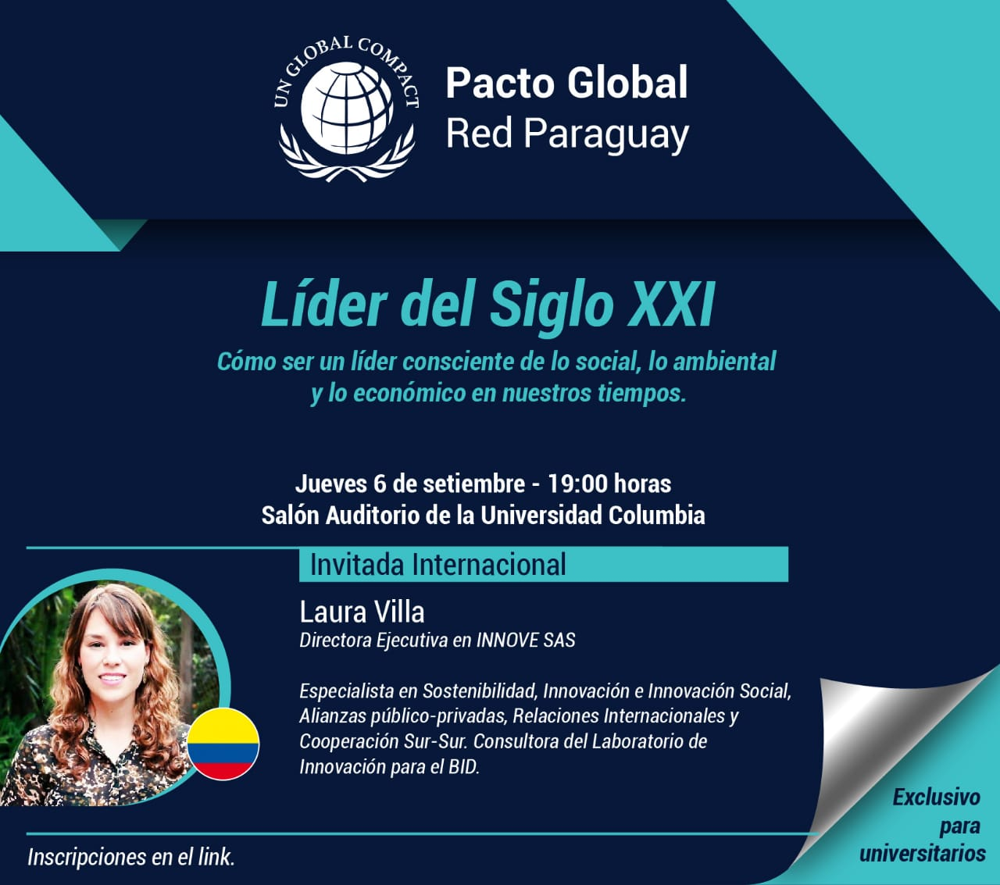 UN GLOBAL COMPACT
Pacto Global
Red Paraguay
Líder del Siglo XXI
Cómo ser un líder consciente de lo social, lo ambiental
y lo económico en nuestros tiempos.
Jueves 6 de setiembre - 19:00 horas
Salón Auditorio de la Universidad Columbia
Invitada Internacional
Laura Villa
Directora Ejecutiva en INNOVE SAS
Especialista en Sostenibilidad, Innovación e Innovación Social,
Alianzas público-privadas, Relaciones Internacionales y
Cooperación Sur-Sur. Consultora del Laboratorio de
Innovación para el BID.
Exclusivo
para
universitarios
Inscripciones en el link.